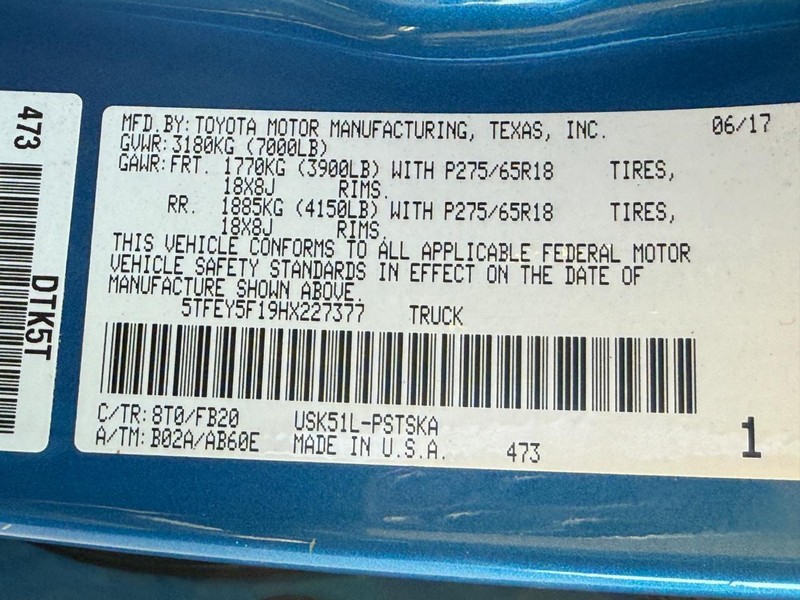 MFD.BY:TOYOTA MOTOR MANUFACTURING, TEXAS, INC. 06/17
GVWR:3180KG (7000LB)
GAWR:FRT. 1770KG (3900LB) WITH P275/65R18 TIRES,
18X8J RIMS.
RR. 1885KG (4150LB) WITH P275/65R18 TIRES,
18X8J RIMS.
THIS VEHICLE CONFORMS TO ALL APPLICABLE FEDERAL MOTOR
VEHICLE SAFETY STANDARDS IN EFFECT ON THE DATE OF
MANUFACTURE SHOWN ABOVE.
5TFEY5F19HX227377 TRUCK
C/TR:8T0/FB20 USK51L-PSTSKA
A/TM:B02A/AB60E MADE IN U.S.A. 473 1
473
DTK5T